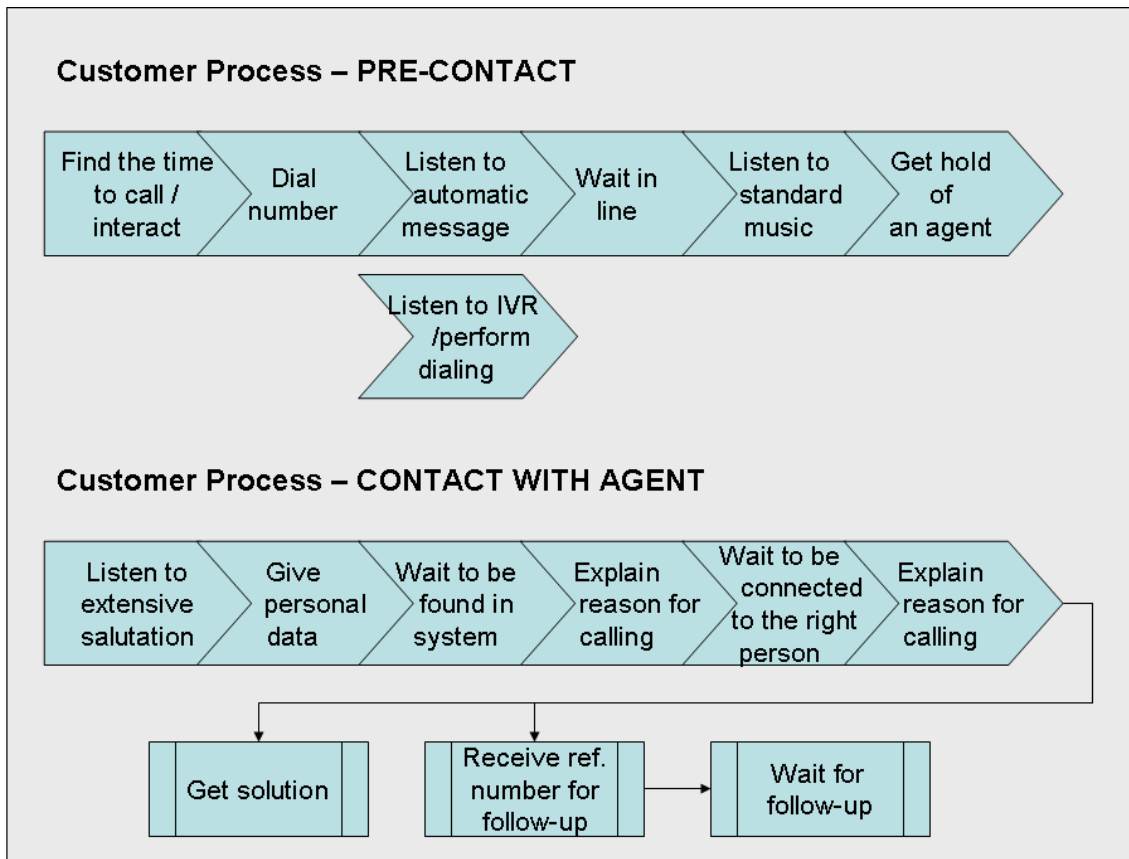 Customer Process – PRE-CONTACT
Find the time
to call /
interact
Dial
number
Listen to
automatic
message
Wait in
line
Listen to
standard
music
Get hold
of
an agent
Listen to IVR
/perform
dialing
Customer Process – CONTACT WITH AGENT
Listen to
extensive
salutation
Give
personal
data
Wait to be
found in
system
Explain
reason for
calling
Wait to be
connected
to the right
person
Explain
reason for
calling
Get solution
Receive ref.
number for
follow-up
Wait for
follow-up